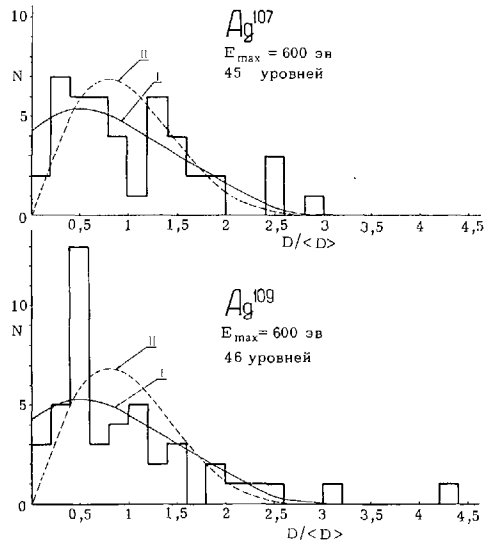 10
Ag¹⁰⁷
E max = 600 эв
45 уровней
N
II
I
5
0
0,5 1 1,5 2 2,5 3 3,5 4 4,5
D/<D>
10
N
Ag¹⁰⁹
E max = 600 эв
46 уровней
II
I
5
0
0,5 1 1,5 2 2,5 3 3,5 4 4,5
D/<D>